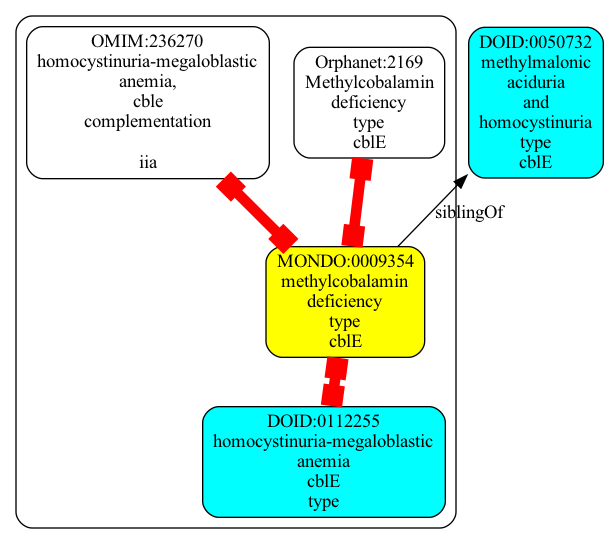 OMIM:236270
homocystinuria-megaloblastic
anemia,
cble
complementation
iia
Orphanet:2169
Methylcobalamin
deficiency
type
cblE
DOID:0050732
methylmalonic
aciduria
and
homocystinuria
type
cblE
siblingOf
MONDO:0009354
methylcobalamin
deficiency
type
cblE
DOID:0112255
homocystinuria-megaloblastic
anemia
cblE
type